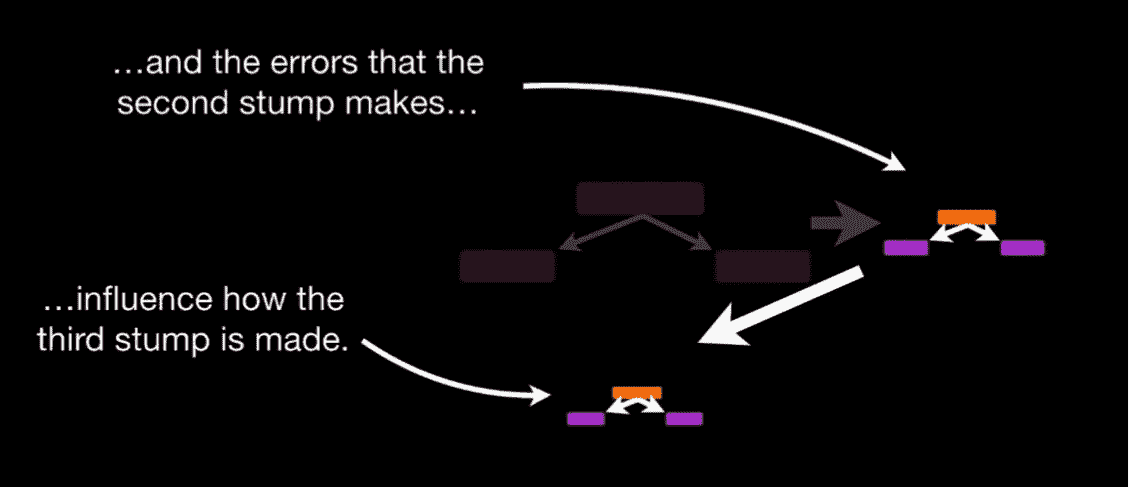 …and the errors that the
second stump makes…
…influence how the
third stump is made.